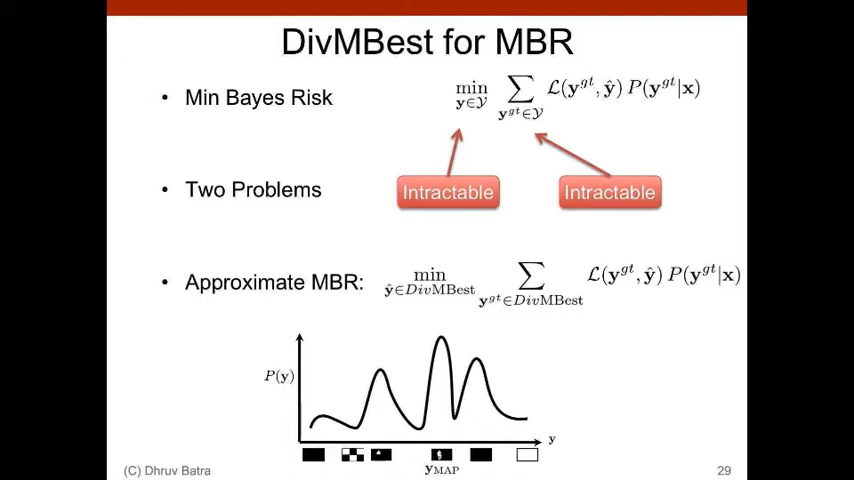 DivMBest for MBR
• Min Bayes Risk
min y∈𝒴 ∑ y^{gt}∈𝒴 ℒ(y^{gt}, ŷ) P(y^{gt}|x)
• Two Problems
Intractable Intractable
• Approximate MBR:
min ŷ∈DivMBest ∑ y^{gt}∈DivMBest ℒ(y^{gt}, ŷ) P(y^{gt}|x)
P(y)
y
y_MAP
(C) Dhruv Batra 29